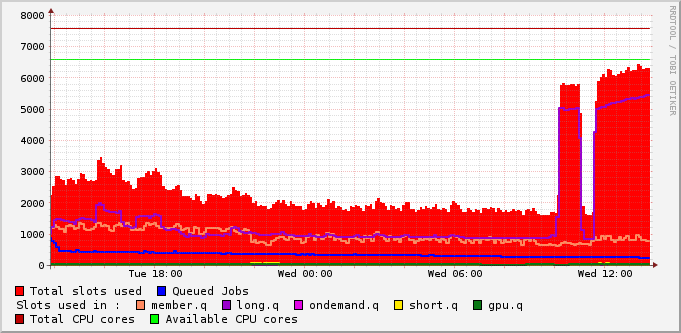 RRDTOOL / TOBI OETIKER
8000
7000
6000
5000
4000
3000
2000
1000
0
Tue 18:00 Wed 00:00 Wed 06:00 Wed 12:00
Total slots used Queued Jobs
Slots used in : member.q long.q ondemand.q short.q gpu.q
Total CPU cores Available CPU cores